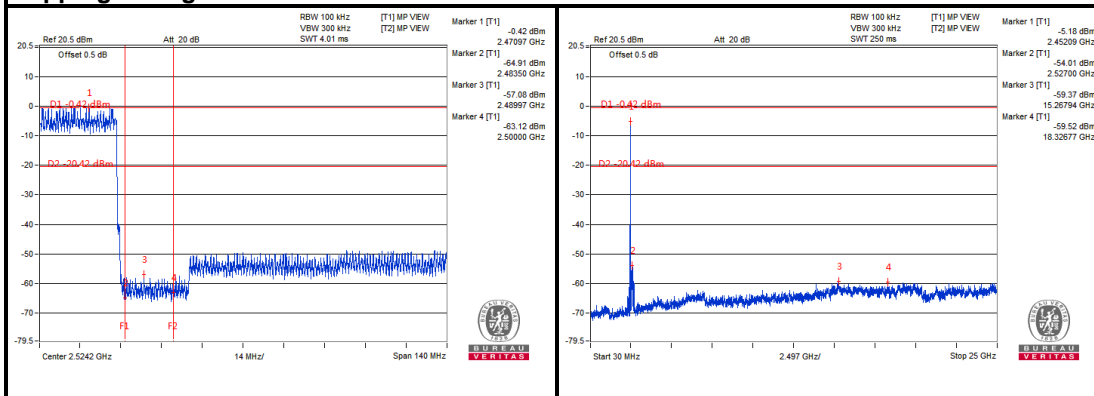 RBW 100 kHz [T1] MP VIEW
VBW 300 kHz [T2] MP VIEW
Ref 20.5 dBm Att 20 dB SWT 4.01 ms
20.5
Offset 0.5 dB
10
0
-10
-20
-30
-40
-50
-60
-70
-79.5
D1 -0.42 dBm
D2 -20.42 dBm
1
3
4
F1
F2
Center 2.5242 GHz 14 MHz/ Span 140 MHz
Marker 1 [T1]
-0.42 dBm
2.47097 GHz
Marker 2 [T1]
-64.91 dBm
2.48350 GHz
Marker 3 [T1]
-57.08 dBm
2.48997 GHz
Marker 4 [T1]
-63.12 dBm
2.50000 GHz
BUREAU VERITAS
1828
BUREAU
VERITAS
RBW 100 kHz [T1] MP VIEW
VBW 300 kHz [T2] MP VIEW
Ref 20.5 dBm Att 20 dB SWT 250 ms
20.5
Offset 0.5 dB
10
0
-10
-20
-30
-40
-50
-60
-70
-79.5
D1 -0.42 dBm
1
D2 -20.42 dBm
2
3
4
Start 30 MHz 2.497 GHz/ Stop 25 GHz
Marker 1 [T1]
-5.18 dBm
2.45209 GHz
Marker 2 [T1]
-54.01 dBm
2.52700 GHz
Marker 3 [T1]
-59.37 dBm
15.26794 GHz
Marker 4 [T1]
-59.52 dBm
18.32677 GHz
BUREAU VERITAS
1828
BUREAU
VERITAS